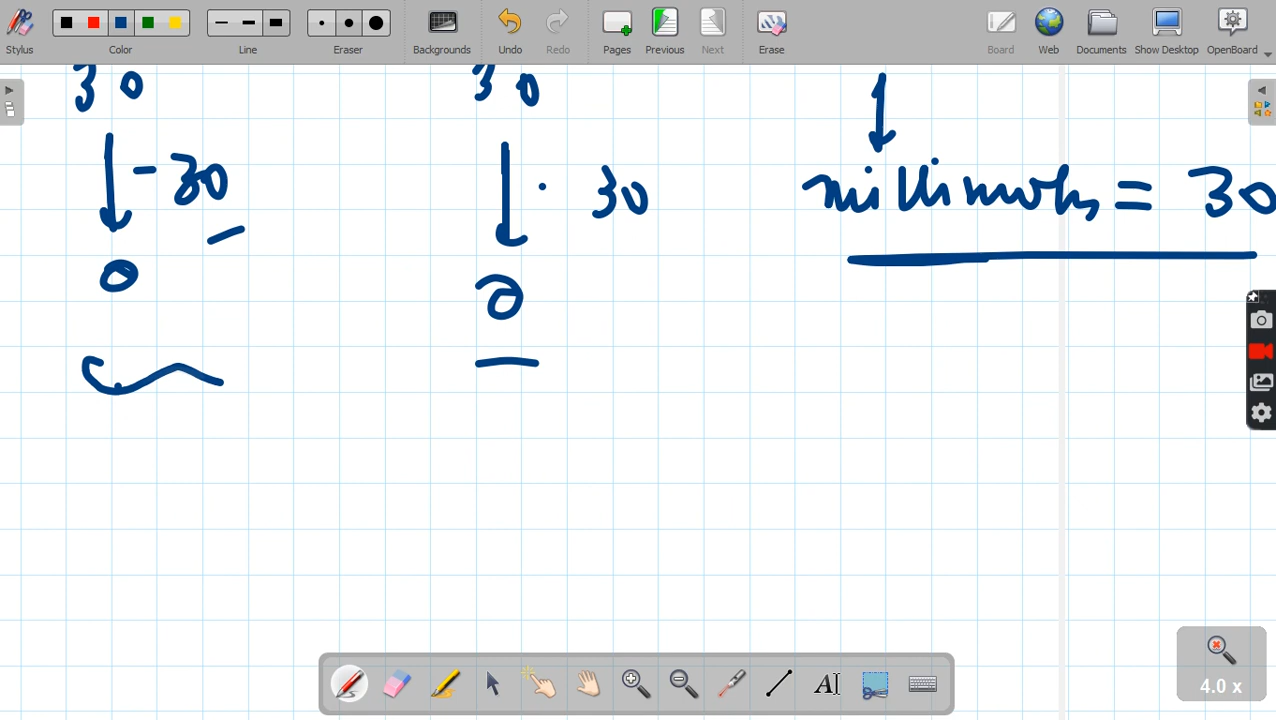 Stylus Color Line Eraser Backgrounds Undo Redo Pages Previous Next Erase Board Web Documents Show Desktop OpenBoard
30 30
-30 · 30 millimoles = 30
0 0
A
4.0 x